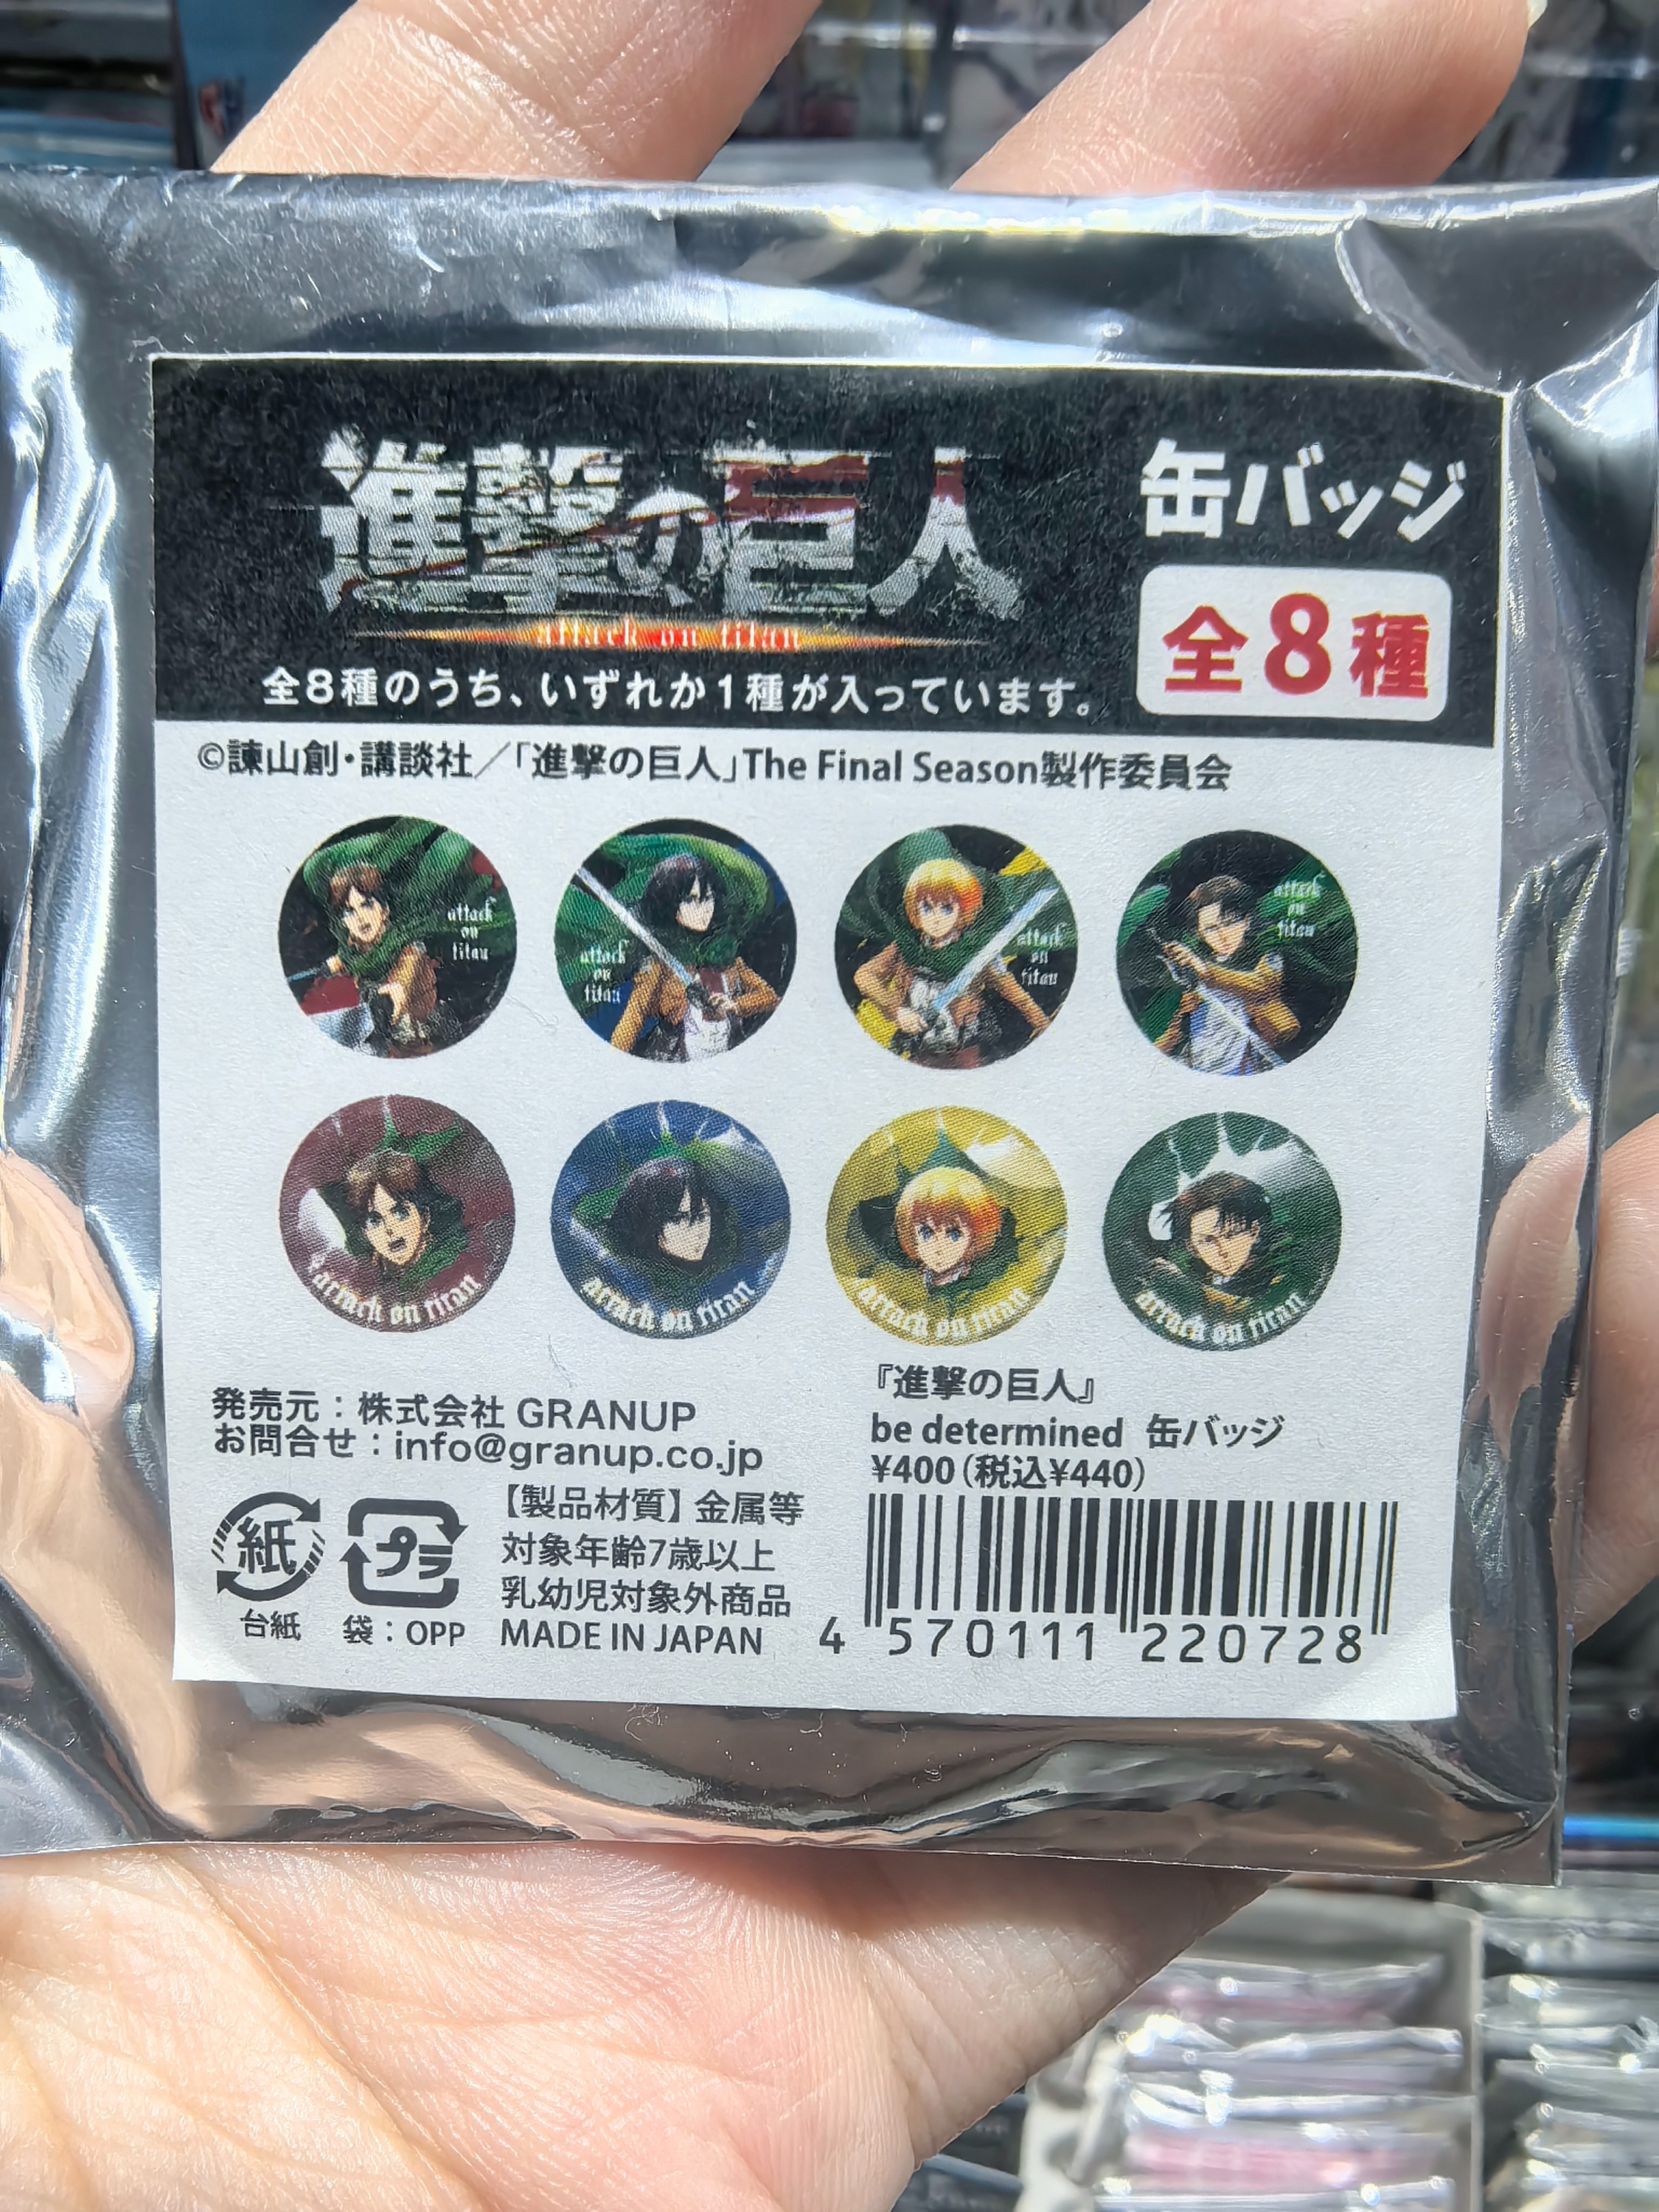 進撃の巨人
attack on titan
缶バッジ
全8種
全8種のうち、いずれか1種が入っています。
©諫山創・講談社／「進撃の巨人」The Final Season製作委員会
attack
on
titan
attack
on
titan
attack
on
titan
attack
on
titan
attack on titan
attack on titan
attack on titan
attack on titan
発売元：株式会社 GRANUP
お問合せ：info@granup.co.jp
『進撃の巨人』
be determined 缶バッジ
¥400(税込¥440)
紙
台紙
プラ
袋：OPP
【製品材質】金属等
対象年齢7歳以上
乳幼児対象外商品
MADE IN JAPAN
4 570111 220728